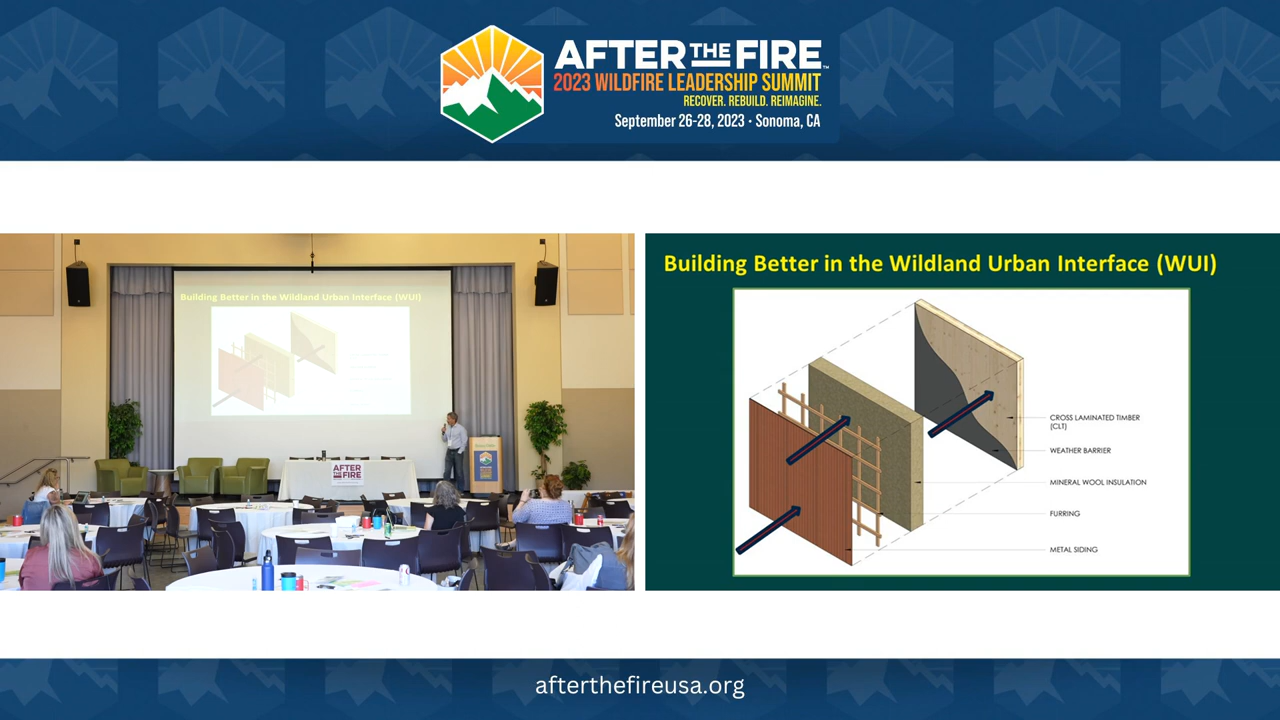 AFTER THE FIRE™
2023 WILDFIRE LEADERSHIP SUMMIT
RECOVER. REBUILD. REIMAGINE.
September 26-28, 2023 • Sonoma, CA
Building Better in the Wildland Urban Interface (WUI)
AFTER
THE FIRE
Building Better in the Wildland Urban Interface (WUI)
CROSS LAMINATED TIMBER
(CLT)
WEATHER BARRIER
MINERAL WOOL INSULATION
FURRING
METAL SIDING
afterthefireusa.org